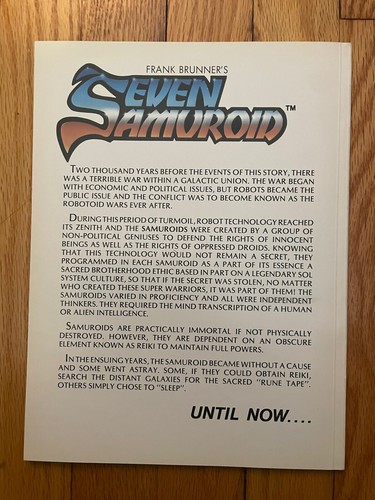 FRANK BRUNNER'S
SEVEN
SAMUROID™
TWO THOUSAND YEARS BEFORE THE EVENTS OF THIS STORY, THERE
WAS A TERRIBLE WAR WITHIN A GALACTIC UNION. THE WAR BEGAN
WITH ECONOMIC AND POLITICAL ISSUES, BUT ROBOTS BECAME THE
PUBLIC ISSUE AND THE CONFLICT WAS TO BECOME KNOWN AS THE
ROBOTOID WARS EVER AFTER.
DURING THIS PERIOD OF TURMOIL, ROBOT TECHNOLOGY REACHED
ITS ZENITH AND THE SAMUROIDS WERE CREATED BY A GROUP OF
NON-POLITICAL GENIUSES TO DEFEND THE RIGHTS OF INNOCENT
BEINGS AS WELL AS THE RIGHTS OF OPPRESSED DROIDS. KNOWING
THAT THIS TECHNOLOGY WOULD NOT REMAIN A SECRET, THEY
PROGRAMMED IN EACH SAMUROID AS A PART OF ITS ESSENCE A
SACRED BROTHERHOOD ETHIC BASED IN PART ON A LEGENDARY SOL
SYSTEM CULTURE, SO THAT IF THE SECRET WAS STOLEN, NO MATTER
WHO CREATED THESE SUPER WARRIORS, IT WAS PART OF THEM! THE
SAMUROIDS VARIED IN PROFICIENCY AND ALL WERE INDEPENDENT
THINKERS. THEY REQUIRED THE MIND TRANSCRIPTION OF A HUMAN
OR ALIEN INTELLIGENCE.
SAMUROIDS ARE PRACTICALLY IMMORTAL IF NOT PHYSICALLY
DESTROYED. HOWEVER, THEY ARE DEPENDENT ON AN OBSCURE
ELEMENT KNOWN AS REIKI TO MAINTAIN FULL POWERS.
IN THE ENSUING YEARS, THE SAMUROID BECAME WITHOUT A CAUSE
AND SOME WENT ASTRAY. SOME, IF THEY COULD OBTAIN REIKI,
SEARCH THE DISTANT GALAXIES FOR THE SACRED "RUNE TAPE".
OTHERS SIMPLY CHOSE TO "SLEEP".
UNTIL NOW....